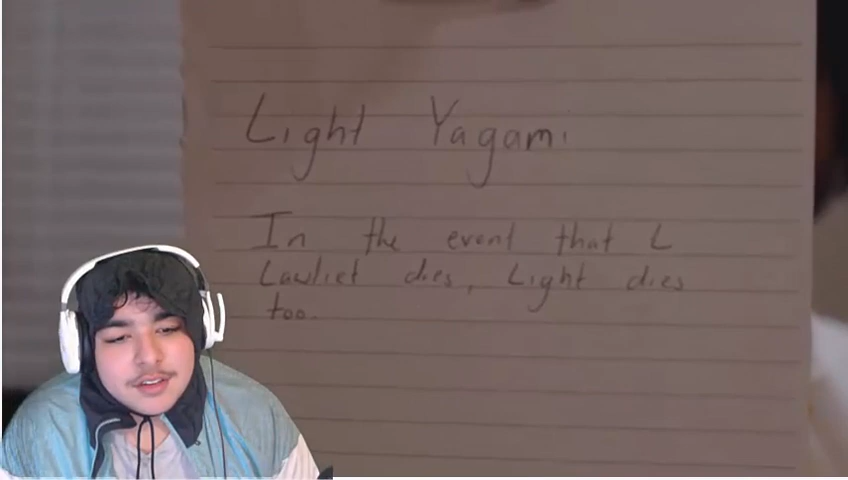 Light Yagami
In the event that L
Lawliet dies, Light dies
too.